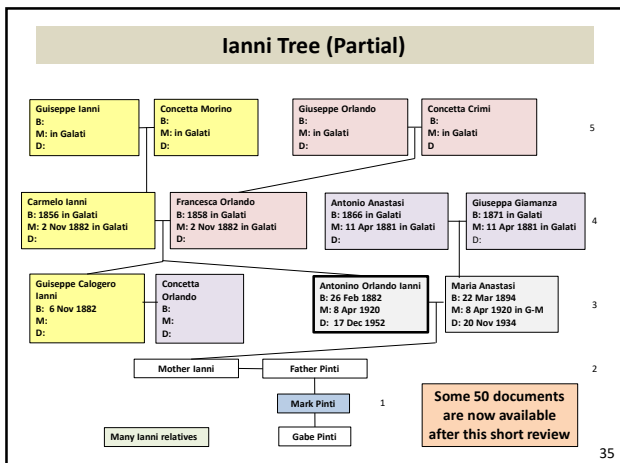 Ianni Tree (Partial)
Guiseppe Ianni
B:
M: in Galati
D:
Concetta Morino
B:
M: in Galati
D:
Giuseppe Orlando
B:
M: in Galati
D:
Concetta Crimi
B:
M: in Galati
D
5
Carmelo Ianni
B: 1856 in Galati
M: 2 Nov 1882 in Galati
D:
Francesca Orlando
B: 1858 in Galati
M: 2 Nov 1882 in Galati
D:
Antonio Anastasi
B: 1866 in Galati
M: 11 Apr 1881 in Galati
D:
Giuseppa Giamanza
B: 1871 in Galati
M: 11 Apr 1881 in Galati
D:
4
Guiseppe Calogero
Ianni
B: 6 Nov 1882
M:
D:
Concetta
Orlando
B:
M:
D:
Antonino Orlando Ianni
B: 26 Feb 1882
M: 8 Apr 1920
D: 17 Dec 1952
Maria Anastasi
B: 22 Mar 1894
M: 8 Apr 1920 in G-M
D: 20 Nov 1934
3
Mother Ianni
Father Pinti
2
Mark Pinti
1
Many Ianni relatives
Gabe Pinti
Some 50 documents
are now available
after this short review
35